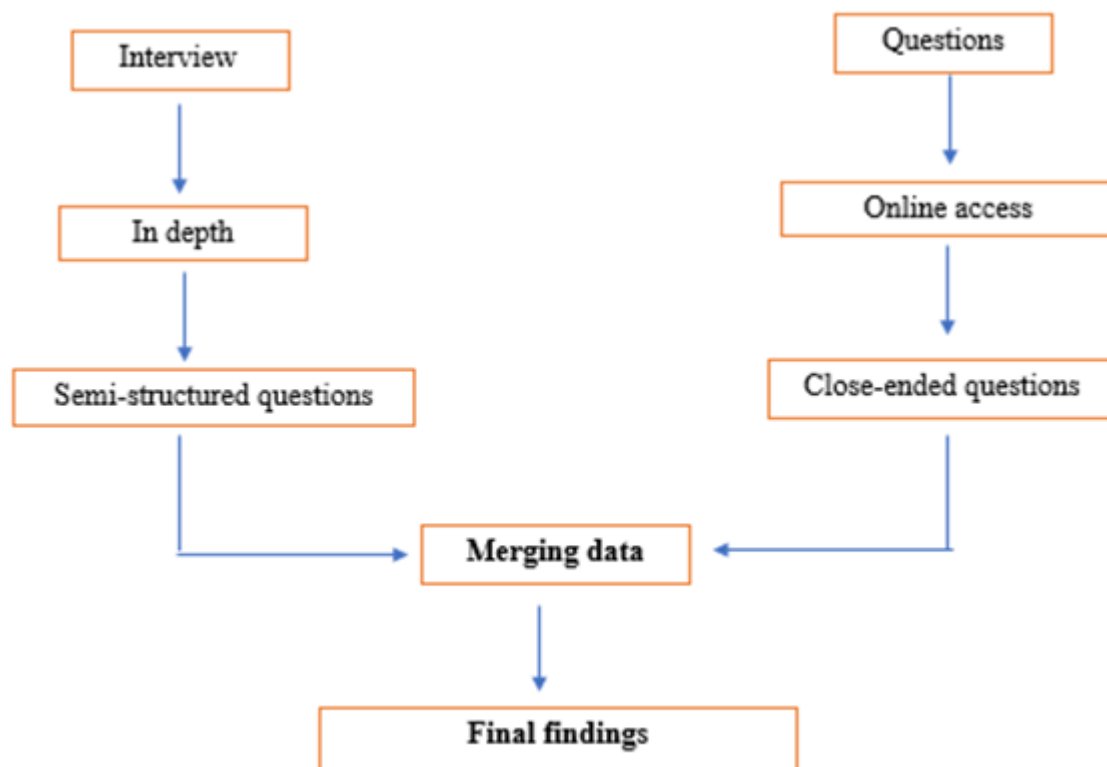 Interview
Questions
In depth
Online access
Semi-structured questions
Close-ended questions
Merging data
Final findings